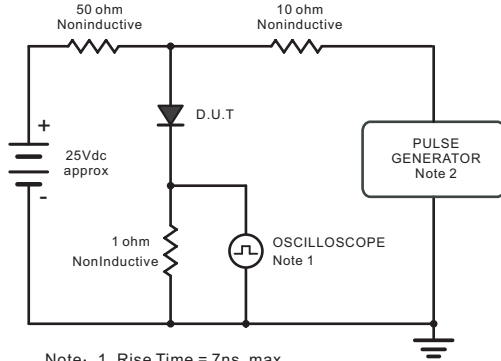 50 ohm
Noninductive
10 ohm
Noninductive
D.U.T
+
25Vdc
approx
-
PULSE
GENERATOR
Note 2
1 ohm
NonInductive
OSCILLOSCOPE
Note 1
Note: 1. Rise Time = 7ns, max.